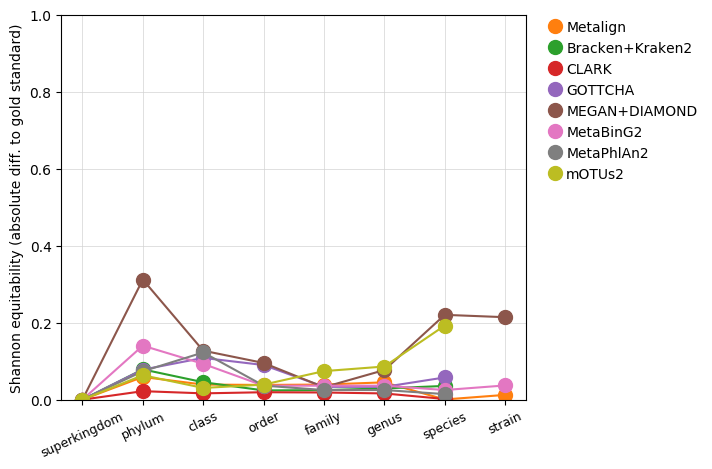 Shannon equitability (absolute diff. to gold standard)
1.0
0.8
0.6
0.4
0.2
0.0
superkingdom
phylum
class
order
family
genus
species
strain
Metalign
Bracken+Kraken2
CLARK
GOTTCHA
MEGAN+DIAMOND
MetaBinG2
MetaPhlAn2
mOTUs2